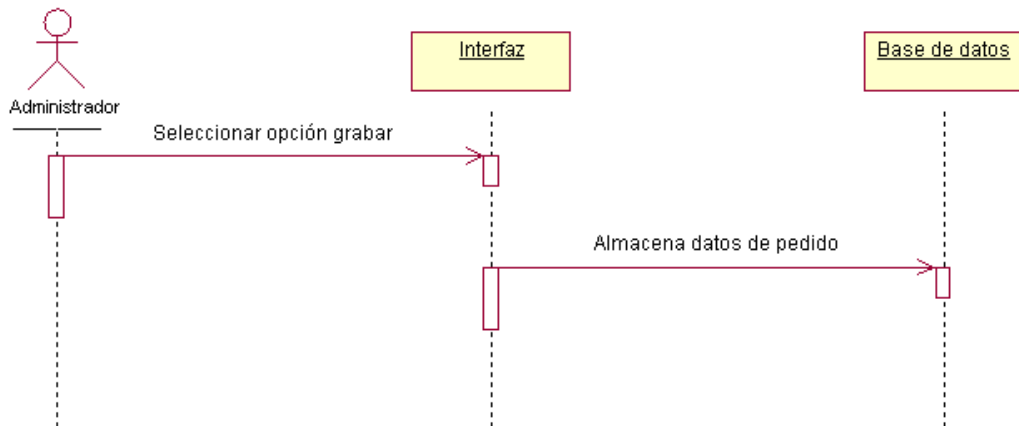 Interfaz
Base de datos
Administrador
Seleccionar opción grabar
Almacena datos de pedido